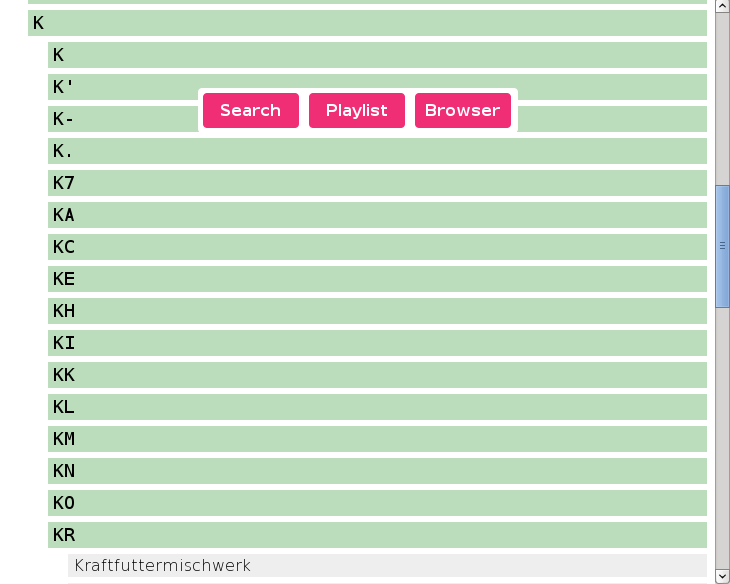 K
K
K'
Search Playlist Browser
K-
K.
K7
KA
KC
KE
KH
KI
KK
KL
KM
KN
KO
KR
Kraftfuttermischwerk